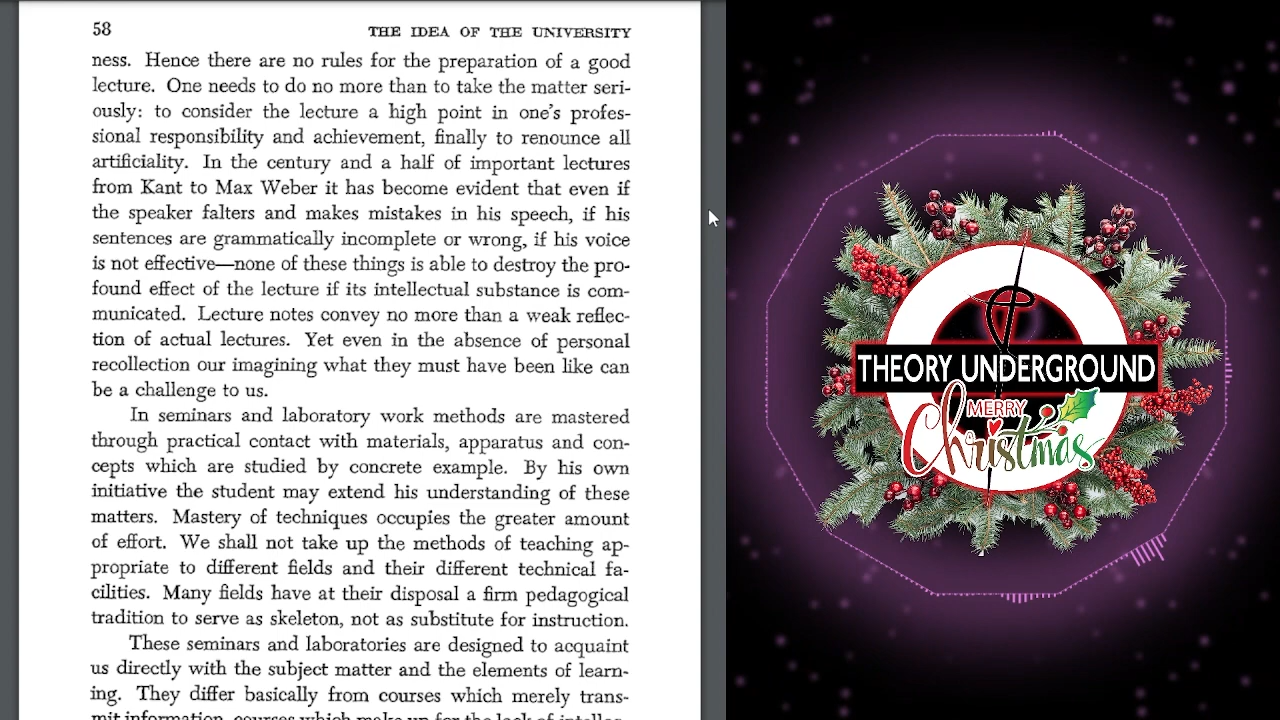 58 THE IDEA OF THE UNIVERSITY
ness. Hence there are no rules for the preparation of a good
lecture. One needs to do no more than to take the matter seri-
ously: to consider the lecture a high point in one's profes-
sional responsibility and achievement, finally to renounce all
artificiality. In the century and a half of important lectures
from Kant to Max Weber it has become evident that even if
the speaker falters and makes mistakes in his speech, if his
sentences are grammatically incomplete or wrong, if his voice
is not effective—none of these things is able to destroy the pro-
found effect of the lecture if its intellectual substance is com-
municated. Lecture notes convey no more than a weak reflec-
tion of actual lectures. Yet even in the absence of personal
recollection our imagining what they must have been like can
be a challenge to us.
In seminars and laboratory work methods are mastered
through practical contact with materials, apparatus and con-
cepts which are studied by concrete example. By his own
initiative the student may extend his understanding of these
matters. Mastery of techniques occupies the greater amount
of effort. We shall not take up the methods of teaching ap-
propriate to different fields and their different technical fa-
cilities. Many fields have at their disposal a firm pedagogical
tradition to serve as skeleton, not as substitute for instruction.
These seminars and laboratories are designed to acquaint
us directly with the subject matter and the elements of learn-
ing. They differ basically from courses which merely trans-
mit information, courses which make up for the lack of intellec-
THEORY UNDERGROUND
MERRY
Christmas